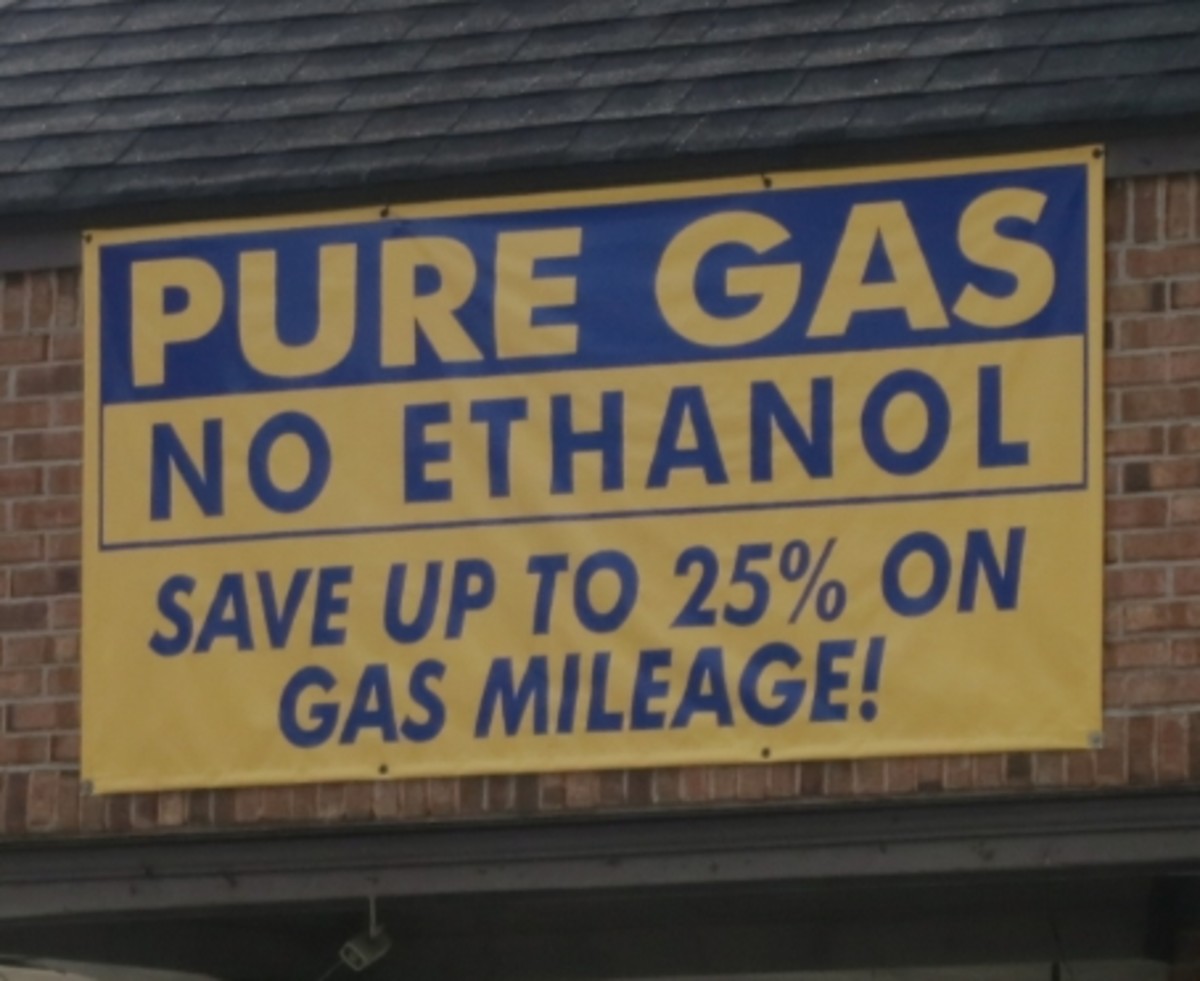 PURE GAS
NO ETHANOL
SAVE UP TO 25% ON
GAS MILEAGE!